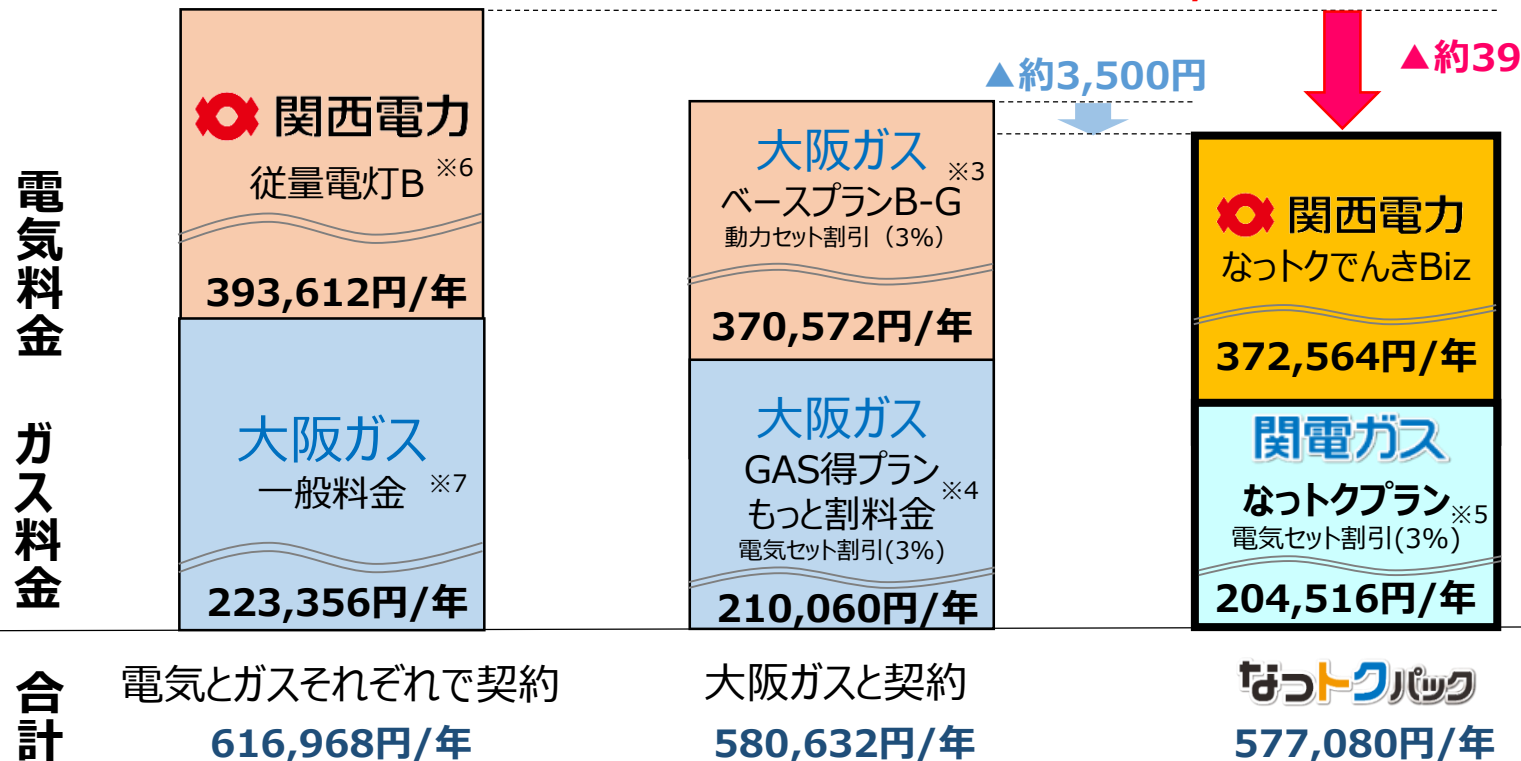 ▲約39
▲約3,500円
電気料金
関西電力
従量電灯B ※6
393,612円/年
大阪ガス
ベースプランB-G ※3
動力セット割引（3%）
370,572円/年
関西電力
なっトクでんきBiz
372,564円/年
ガス料金
大阪ガス
一般料金 ※7
223,356円/年
大阪ガス
GAS得プラン
もっと割料金 ※4
電気セット割引(3%)
210,060円/年
関電ガス
なっトクプラン ※5
電気セット割引(3%)
204,516円/年
合計
電気とガスそれぞれで契約
616,968円/年
大阪ガスと契約
580,632円/年
なっトクパック
577,080円/年